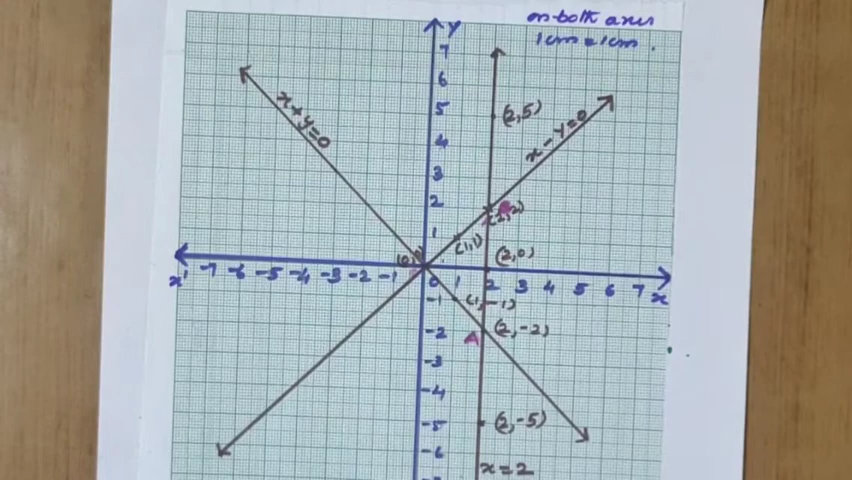 on both axis
1cm = 1cm.
Y
7
6
5
4
3
2
1
x+y=0
x-y=0
(2,5)
(2,2)
(1,1)
(2,0)
x' -7 -6 -5 -4 -3 -2 -1 0 1 2 3 4 5 6 7 x
-1
(1,-1)
-2
A
(2,-2)
-3
-4
-5
(2,-5)
-6
x=2